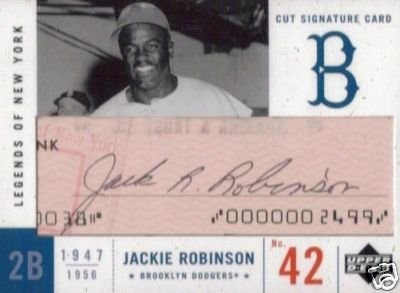 CUT SIGNATURE CARD
B
LEGENDS OF NEW YORK
New York
NK
Jack R. Robinson
0038 0000002499
2B
1947
1956
JACKIE ROBINSON
BROOKLYN DODGERS
No. 42
UPPER DECK